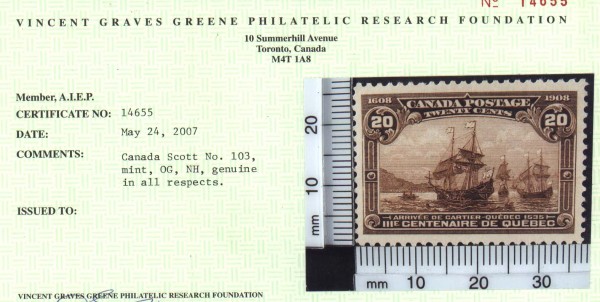 No 14655
VINCENT GRAVES GREENE PHILATELIC RESEARCH FOUNDATION
10 Summerhill Avenue
Toronto, Canada
M4T 1A8
Member, A.I.E.P.
CERTIFICATE NO: 14655
DATE: May 24, 2007
COMMENTS: Canada Scott No. 103,
mint, OG, NH, genuine
in all respects.
ISSUED TO:
VINCENT GRAVES GREENE PHILATELIC RESEARCH FOUNDATION
1608 1908
CANADA POSTAGE
TWENTY CENTS
20 20
ARRIVÉE DE CARTIER-QUÉBEC 1535
IIIE CENTENAIRE DE QUÉBEC
mm 10 20
mm 10 20 30